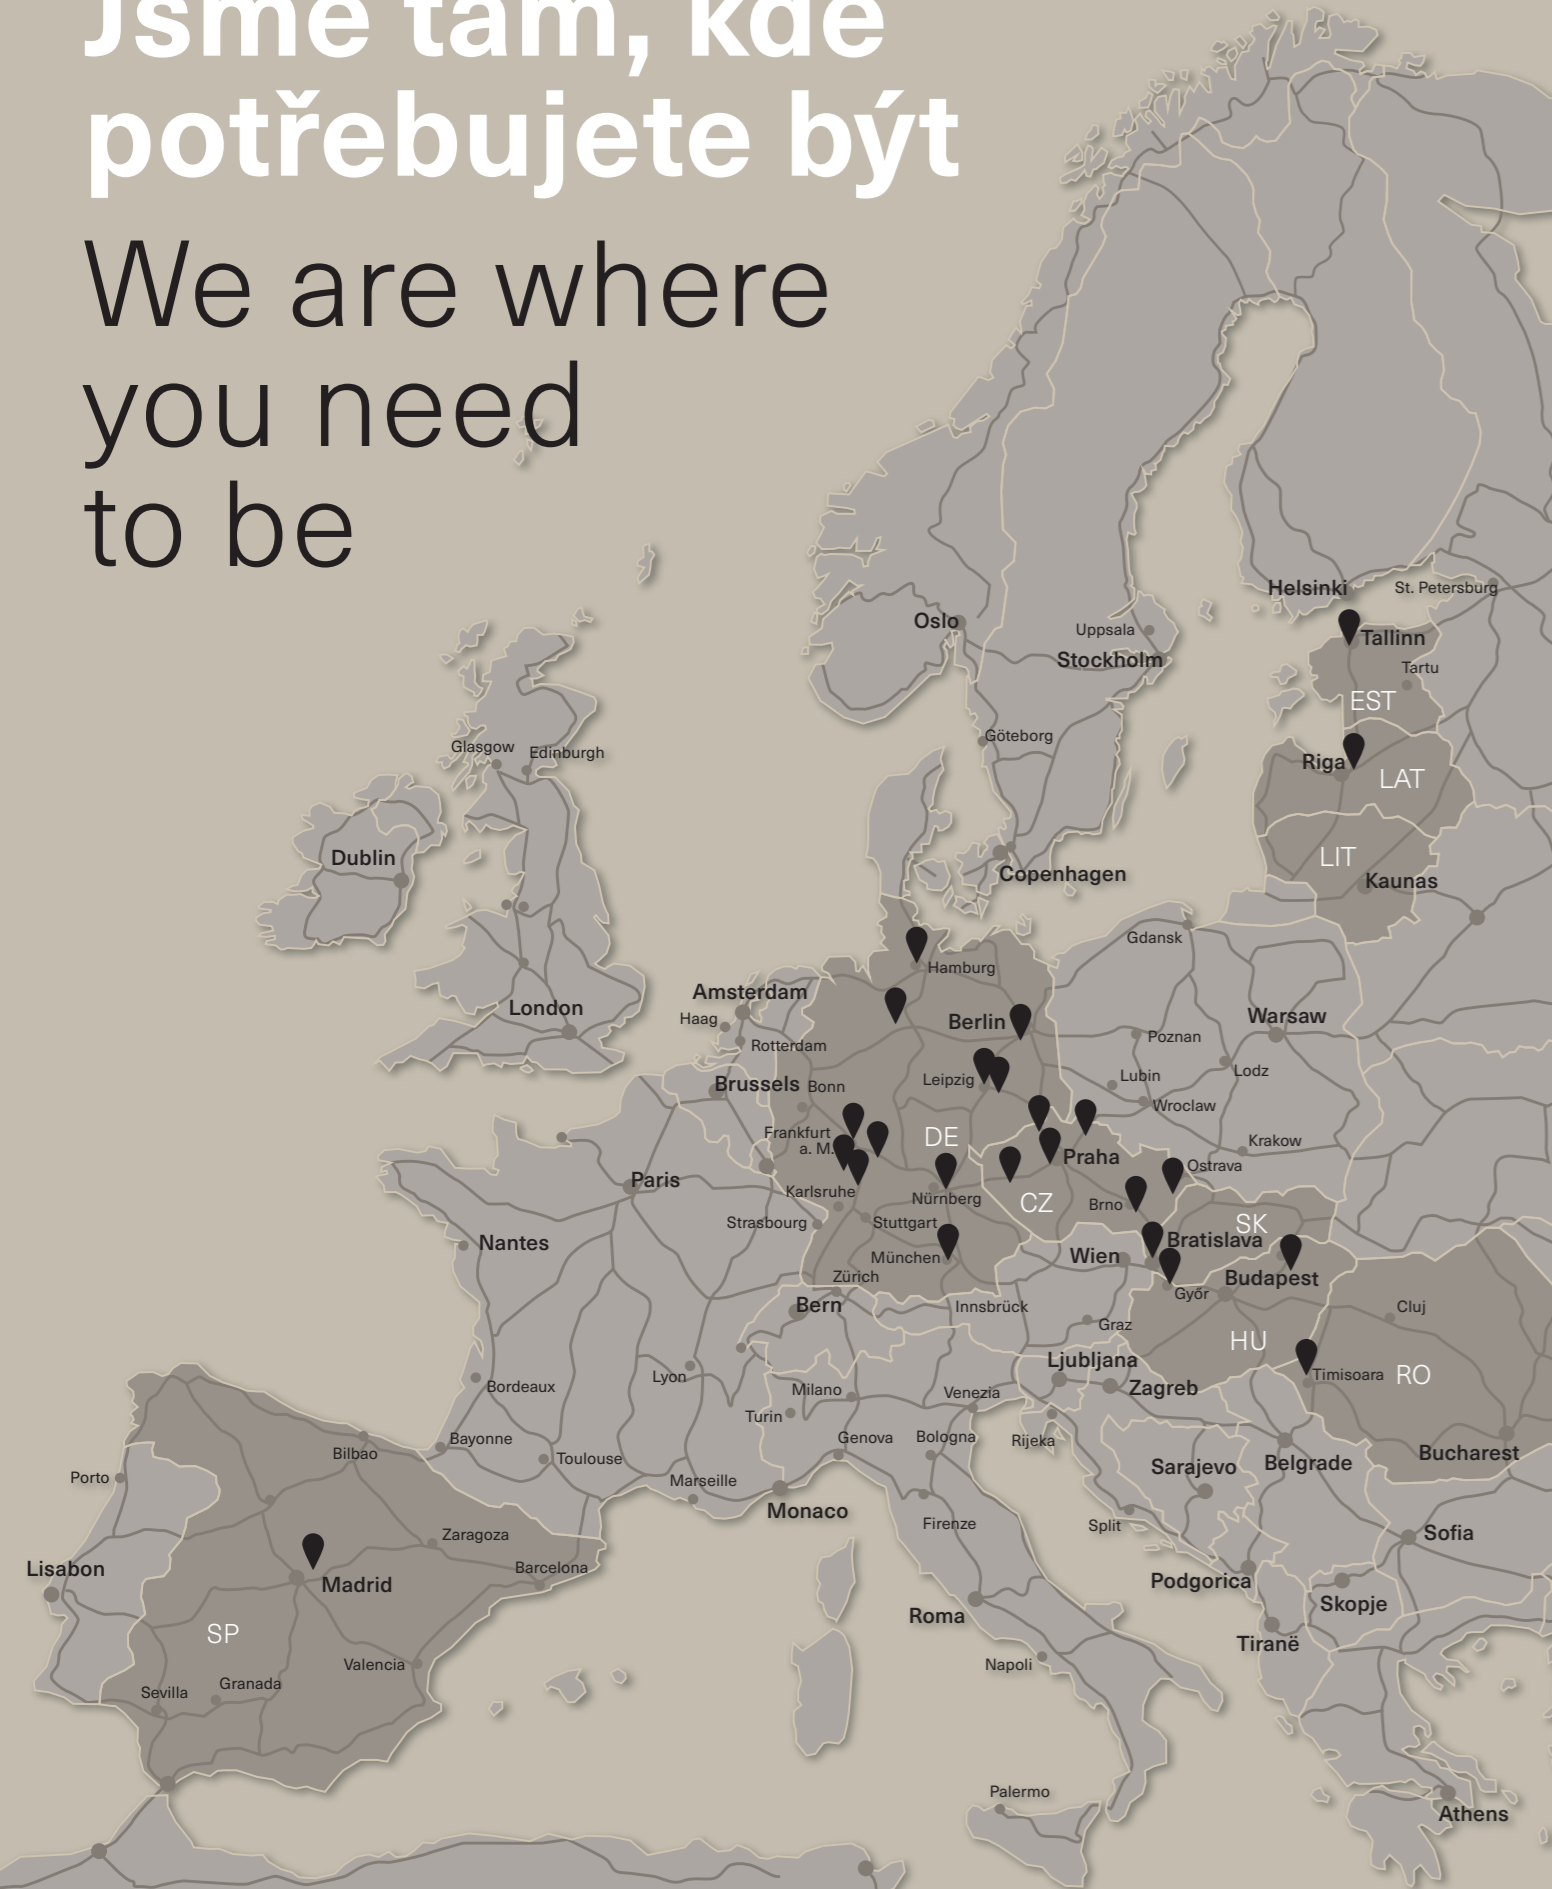 Jsme tam, kde
potřebujete být
We are where
you need
to be
Helsinki
St. Petersburg
Oslo
Uppsala
Tallinn
Stockholm
Tartu
EST
Göteborg
Glasgow
Edinburgh
Riga
LAT
Dublin
LIT
Copenhagen
Kaunas
Gdansk
Hamburg
Amsterdam
London
Haag
Berlin
Warsaw
Rotterdam
Poznan
Brussels
Bonn
Leipzig
Lubin
Lodz
Wroclaw
Frankfurt
a. M.
DE
Krakow
Praha
Ostrava
Paris
Karlsruhe
Nürnberg
CZ
Brno
Strasbourg
Stuttgart
SK
Nantes
Bratislava
München
Wien
Zürich
Budapest
Győr
Bern
Innsbrück
Cluj
Graz
HU
Ljubljana
Lyon
Timisoara
RO
Bordeaux
Milano
Venezia
Zagreb
Turin
Bayonne
Genova
Bologna
Rijeka
Bilbao
Toulouse
Bucharest
Porto
Marseille
Sarajevo
Belgrade
Monaco
Zaragoza
Firenze
Split
Sofia
Lisabon
Barcelona
Madrid
Podgorica
Skopje
Roma
SP
Tiranë
Valencia
Napoli
Sevilla
Granada
Palermo
Athens